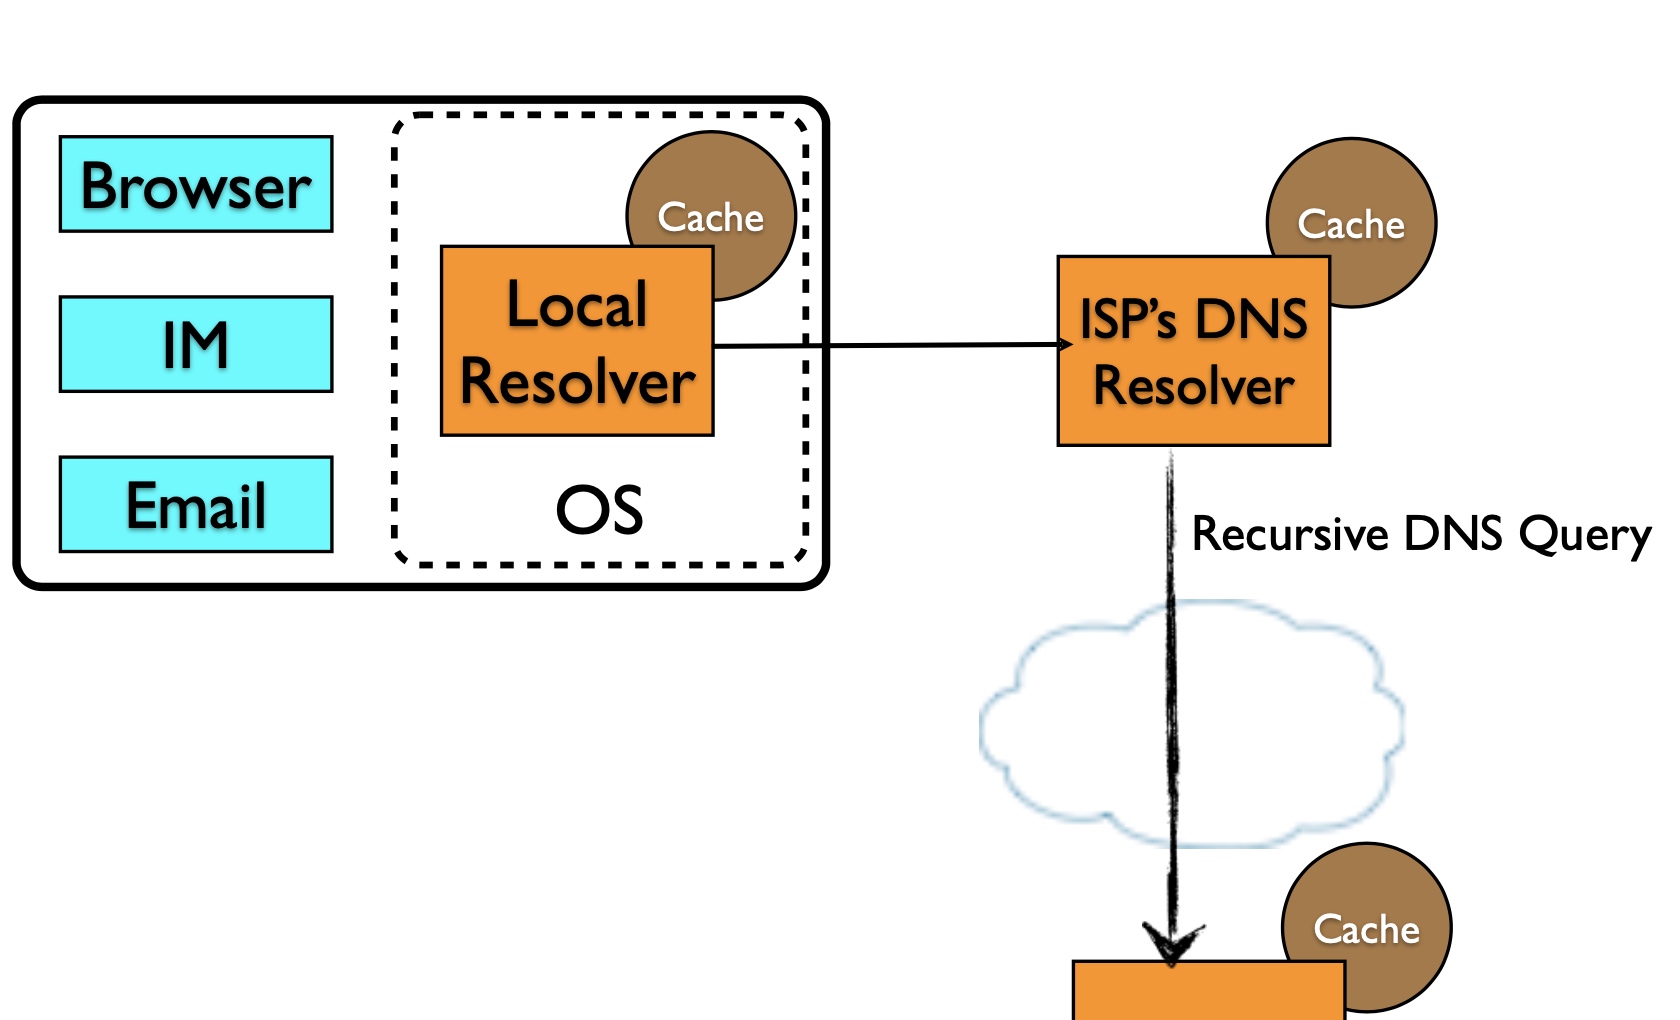 Browser
IM
Email
Cache
Local
Resolver
OS
Cache
ISP’s DNS
Resolver
Recursive DNS Query
Cache